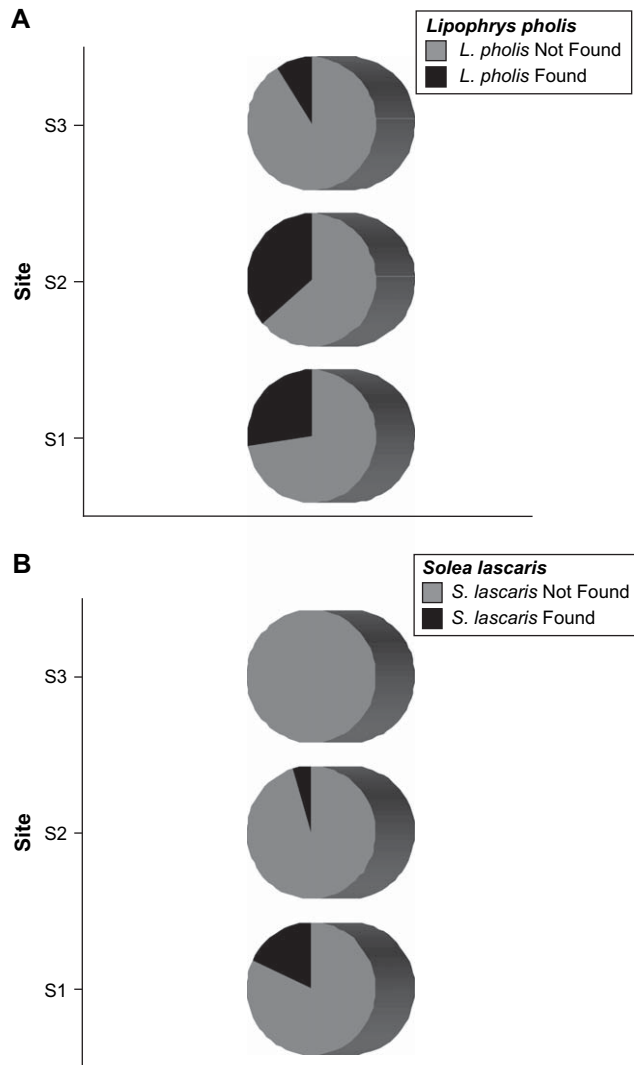 A
Lipophrys pholis
L. pholis Not Found
L. pholis Found
S3
S2
S1
Site
B
Solea lascaris
S. lascaris Not Found
S. lascaris Found
S3
S2
S1
Site